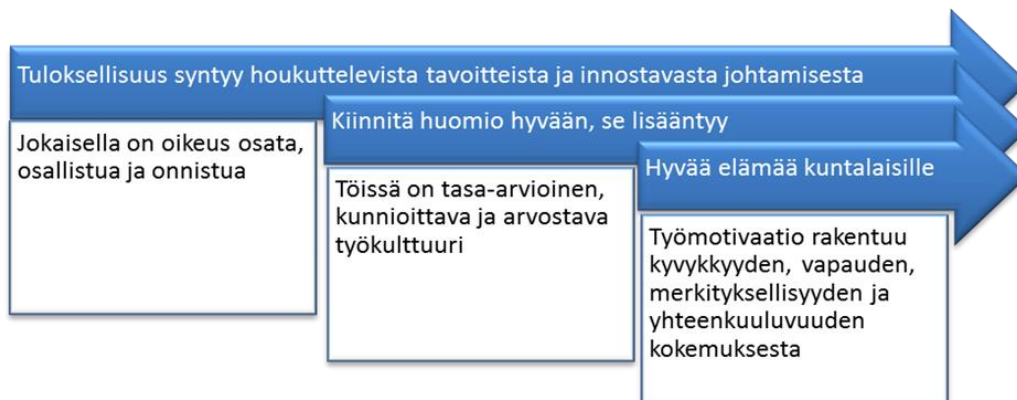 Tuloksellisuus syntyy houkuttelevista tavoitteista ja innostavasta johtamisesta
Jokaisella on oikeus osata,
osallistua ja onnistua
Kiinnitä huomio hyvään, se lisääntyy
Töissä on tasa-arvioinen,
kunnioittava ja arvostava
työkulttuuri
Hyvää elämää kuntalaisille
Työmotivaatio rakentuu
kyvykkyyden, vapauden,
merkityksellisyyden ja
yhteenkuuluvuuden
kokemuksesta